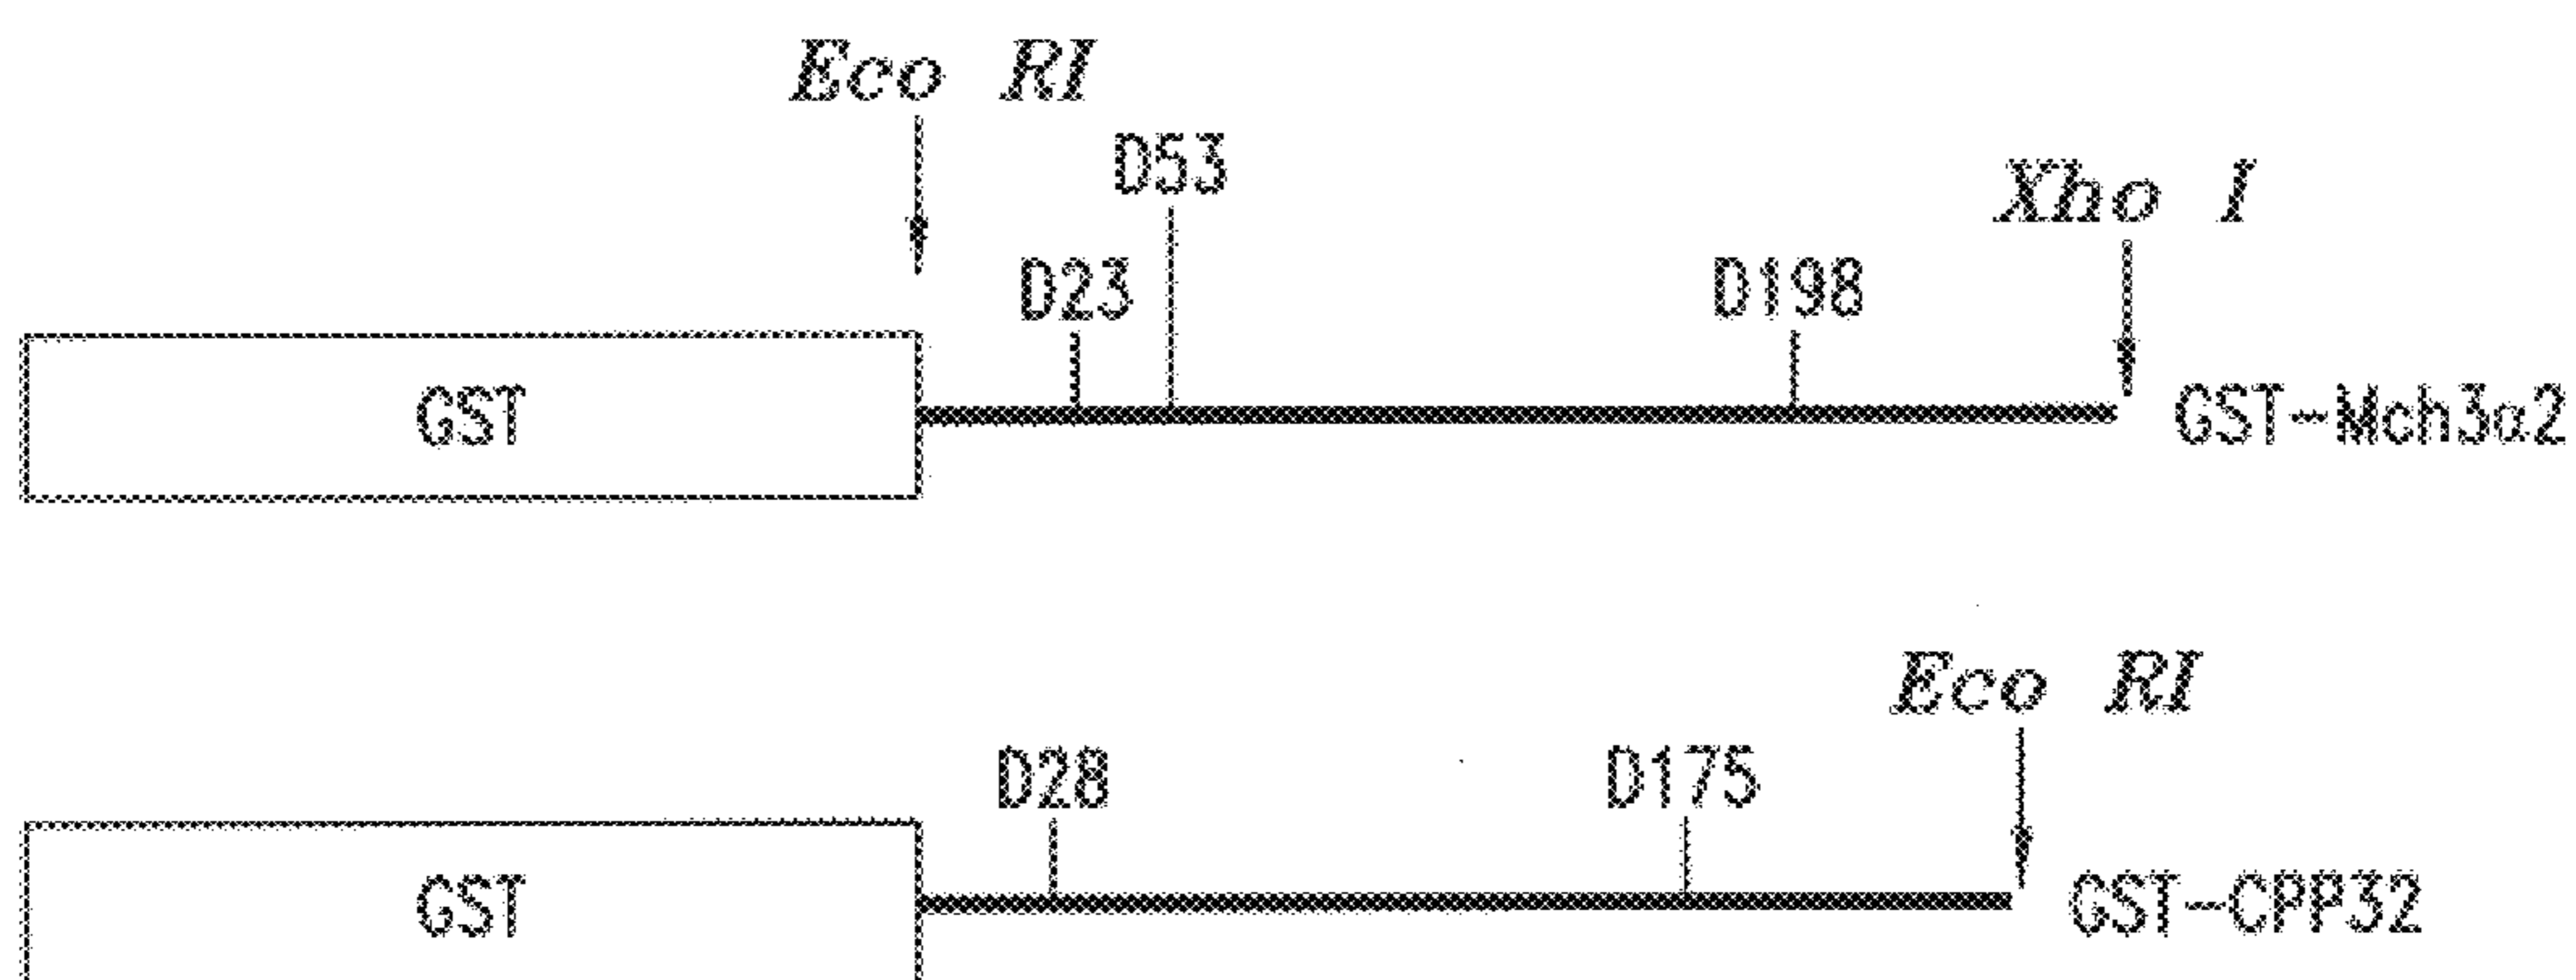 Eco RI
D53
Xho I
D23
D198
GST
GST-Mch3α2
Eco RI
D28
D175
GST
GST-CPP32